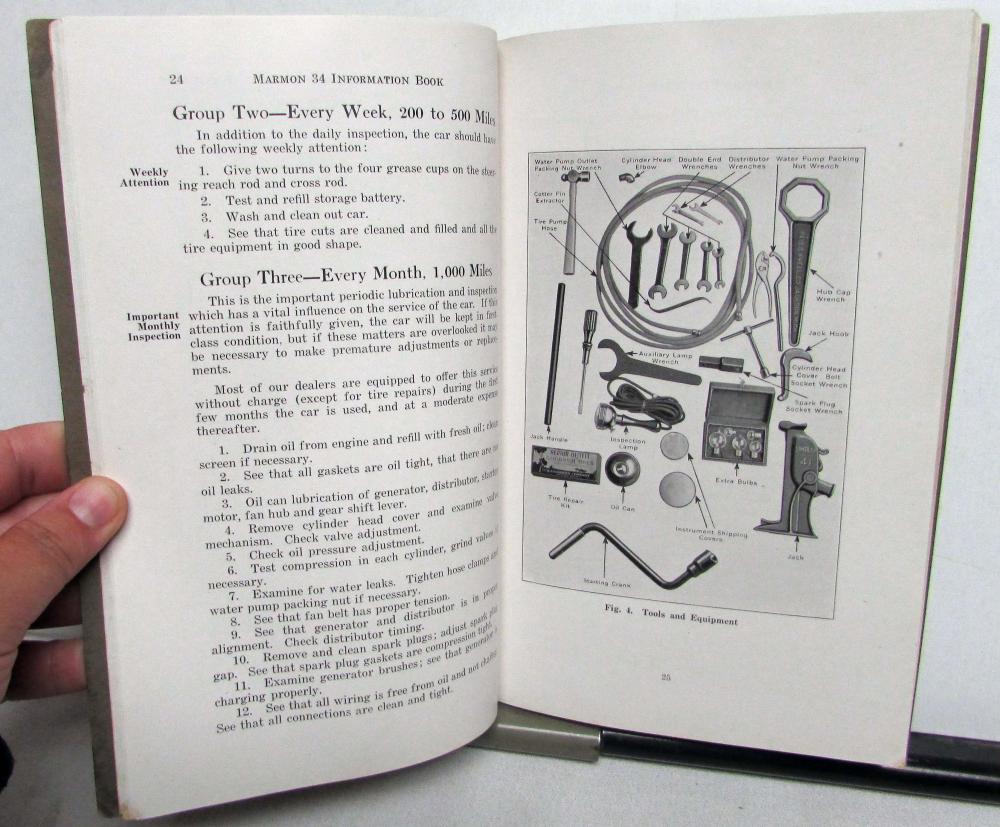 24 MARMON 34 INFORMATION BOOK
Group Two—Every Week, 200 to 500 Miles
In addition to the daily inspection, the car should have
the following weekly attention:
Weekly
Attention
1. Give two turns to the four grease cups on the steer-
ing reach rod and cross rod.
2. Test and refill storage battery.
3. Wash and clean out car.
4. See that tire cuts are cleaned and filled and all the
tire equipment in good shape.
Group Three—Every Month, 1,000 Miles
Important
Monthly
Inspection
This is the important periodic lubrication and inspection
which has a vital influence on the service of the car. If this
attention is faithfully given, the car will be kept in first
class condition, but if these matters are overlooked it may
be necessary to make premature adjustments or replace-
ments.
Most of our dealers are equipped to offer this service
without charge (except for tire repairs) during the first
few months the car is used, and at a moderate expense
thereafter.
1. Drain oil from engine and refill with fresh oil; clean
screen if necessary.
2. See that all gaskets are oil tight, that there are no
oil leaks.
3. Oil can lubrication of generator, distributor, starter
motor, fan hub and gear shift lever.
4. Remove cylinder head cover and examine valve
mechanism. Check valve adjustment.
5. Check oil pressure adjustment.
6. Test compression in each cylinder, grind valves if
necessary.
7. Examine for water leaks. Tighten hose clamps and
water pump packing nut if necessary.
8. See that fan belt has proper tension.
9. See that generator and distributor is in proper
alignment. Check distributor timing.
10. Remove and clean spark plugs; adjust spark plug
gap. See that spark plug gaskets are compression tight.
11. Examine generator brushes; see that generator is
charging properly.
12. See that all wiring is free from oil and not chafing.
See that all connections are clean and tight.
Water Pump Outlet
Packing Nut Wrench
Cylinder Head
Elbow
Double End
Wrenches
Distributor
Wrenches
Water Pump Packing
Nut Wrench
Cotter Pin
Extractor
Tire Pump
Hose
Hub Cap
Wrench
Jack Hook
Auxiliary Lamp
Wrench
Cylinder Head
Cover Bolt
Socket Wrench
Spark Plug
Socket Wrench
Jack Handle
Inspection
Lamp
Extra Bulbs
REPAIR OUTFIT
Tire Repair
Kit
Oil Can
Instrument Shipping
Covers
Jack
Starting Crank
Fig. 4. Tools and Equipment
25